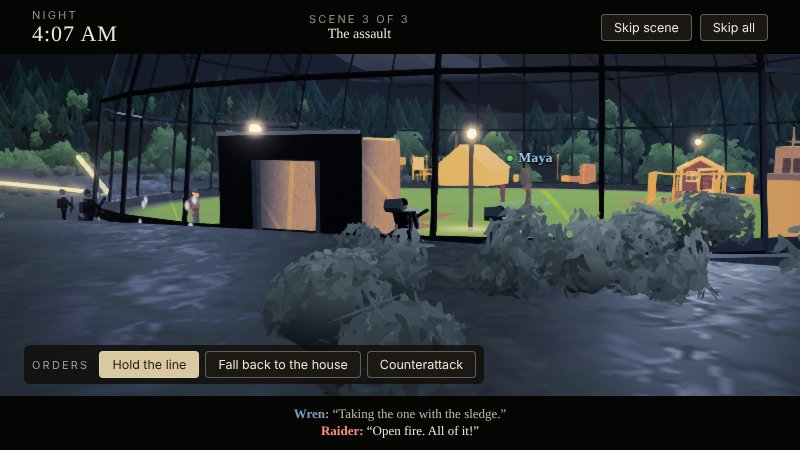 NIGHT
4:07 AM
SCENE 3 OF 3
The assault
Skip scene
Skip all
Maya
ORDERS
Hold the line
Fall back to the house
Counterattack
Wren: “Taking the one with the sledge.”
Raider: “Open fire. All of it!”